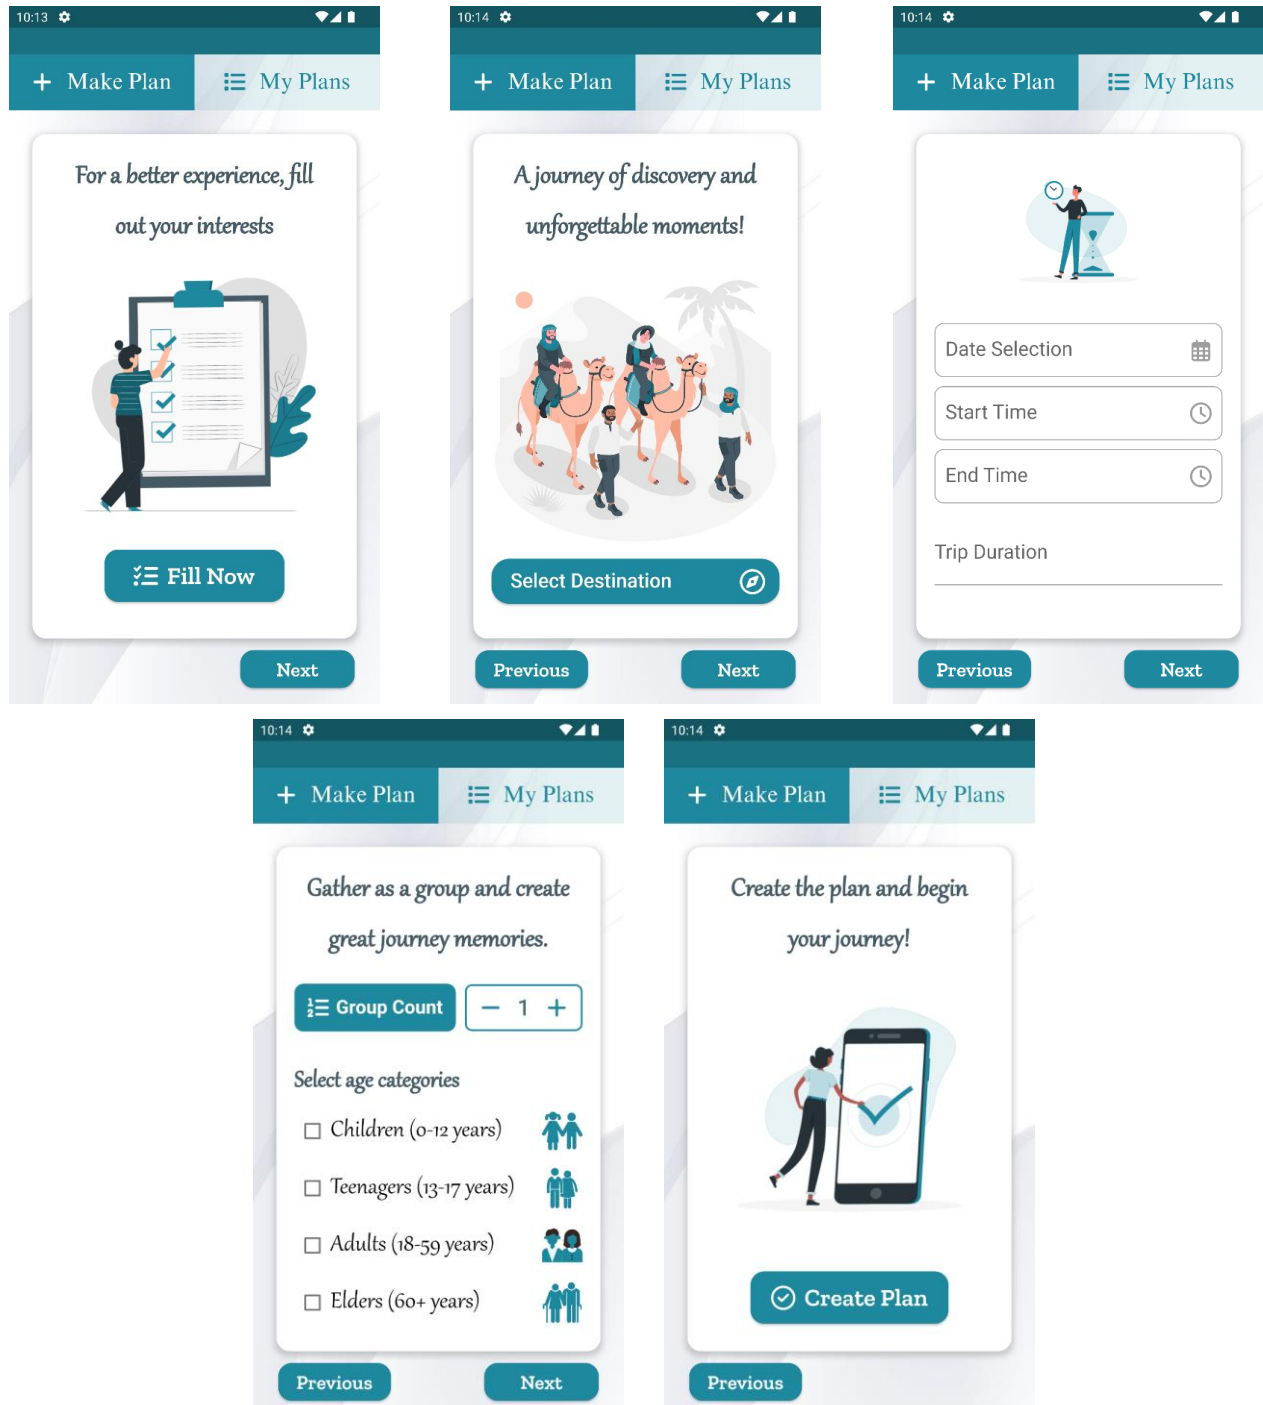 10:13
Make Plan My Plans
For a better experience, fill
out your interests
Fill Now
Next
10:14
Make Plan My Plans
A journey of discovery and
unforgettable moments!
Select Destination
Previous Next
10:14
Make Plan My Plans
Date Selection
Start Time
End Time
Trip Duration
Previous Next
10:14
Make Plan My Plans
Gather as a group and create
great journey memories.
Group Count 1
Select age categories
Children (0-12 years)
Teenagers (13-17 years)
Adults (18-59 years)
Elders (60+ years)
Previous Next
10:14
Make Plan My Plans
Create the plan and begin
your journey!
Create Plan
Previous